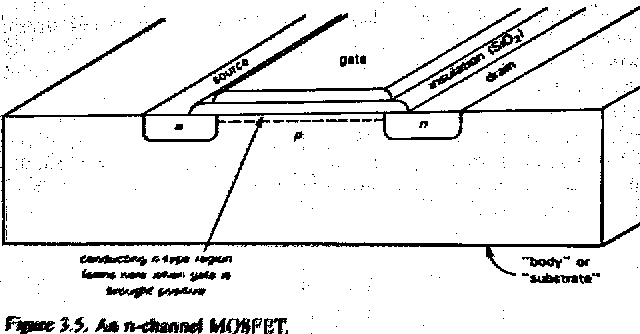 source
gate
insulation (SiO₂)
drain
n
p
n
conducting n-type region
forms here when gate is
brought positive
"body" or
"substrate"
Figure 3.5. An n-channel MOSFET.